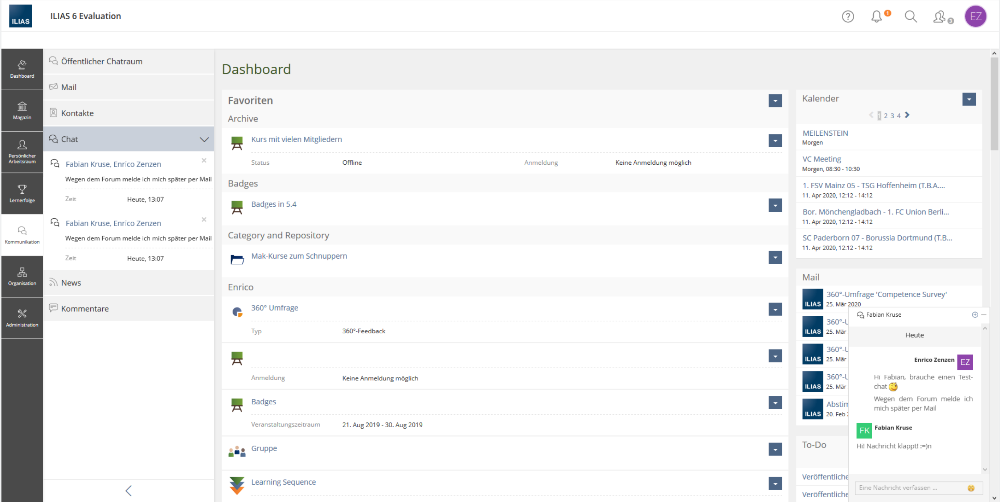 ILIAS
ILIAS 6 Evaluation
1
3
EZ
Dashboard
Magazin
Persönlicher
Arbeitsraum
Lernerfolge
Kommunikation
Organisation
Administration
Öffentlicher Chatraum
Mail
Kontakte
Chat
Fabian Kruse, Enrico Zenzen
Wegen dem Forum melde ich mich später per Mail
Zeit Heute, 13:07
Fabian Kruse, Enrico Zenzen
Wegen dem Forum melde ich mich später per Mail
Zeit Heute, 13:07
News
Kommentare
Dashboard
Favoriten
Archive
Kurs mit vielen Mitgliedern
Status Offline Anmeldung Keine Anmeldung möglich
Badges
Badges in 5.4
Category and Repository
Mak-Kurse zum Schnuppern
Enrico
360° Umfrage
Typ 360°-Feedback
Anmeldung Keine Anmeldung möglich
Badges
Veranstaltungszeitraum 21. Aug 2019 - 30. Aug 2019
Gruppe
Learning Sequence
Kalender
1 2 3 4
MEILENSTEIN
Morgen
VC Meeting
Morgen, 08:30 - 10:30
1. FSV Mainz 05 - TSG Hoffenheim (T.B.A....
11. Apr 2020, 12:12 - 14:12
Bor. Mönchengladbach - 1. FC Union Berli...
11. Apr 2020, 12:12 - 14:12
SC Paderborn 07 - Borussia Dortmund (T.B...
11. Apr 2020, 12:12 - 14:12
Mail
ILIAS
360°-Umfrage 'Competence Survey'
25. Mär 2020
ILIAS
360°-U
25. Mär
ILIAS
360°-U
25. Mär
ILIAS
360°-U
25. Mär
ILIAS
Abstim
20. Feb 2
To-Do
Veröffentliche
Veröffentliche
Fabian Kruse
Heute
Enrico Zenzen EZ
Hi Fabian, brauche einen Test-
chat
Wegen dem Forum melde ich
mich später per Mail
FK Fabian Kruse
Hi! Nachricht klappt! :=)n
Eine Nachricht verfassen ...